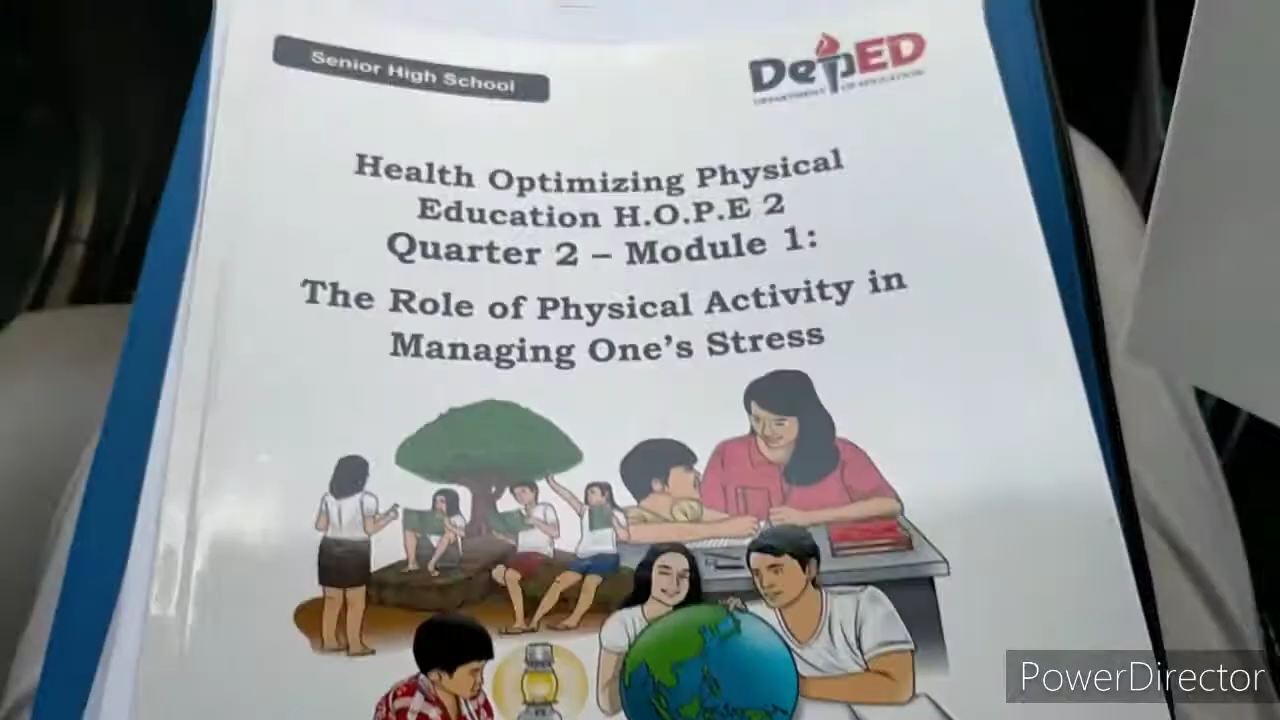 Senior High School
DepED
DEPARTMENT OF EDUCATION
Health Optimizing Physical
Education H.O.P.E 2
Quarter 2 – Module 1:
The Role of Physical Activity in
Managing One's Stress
PowerDirector